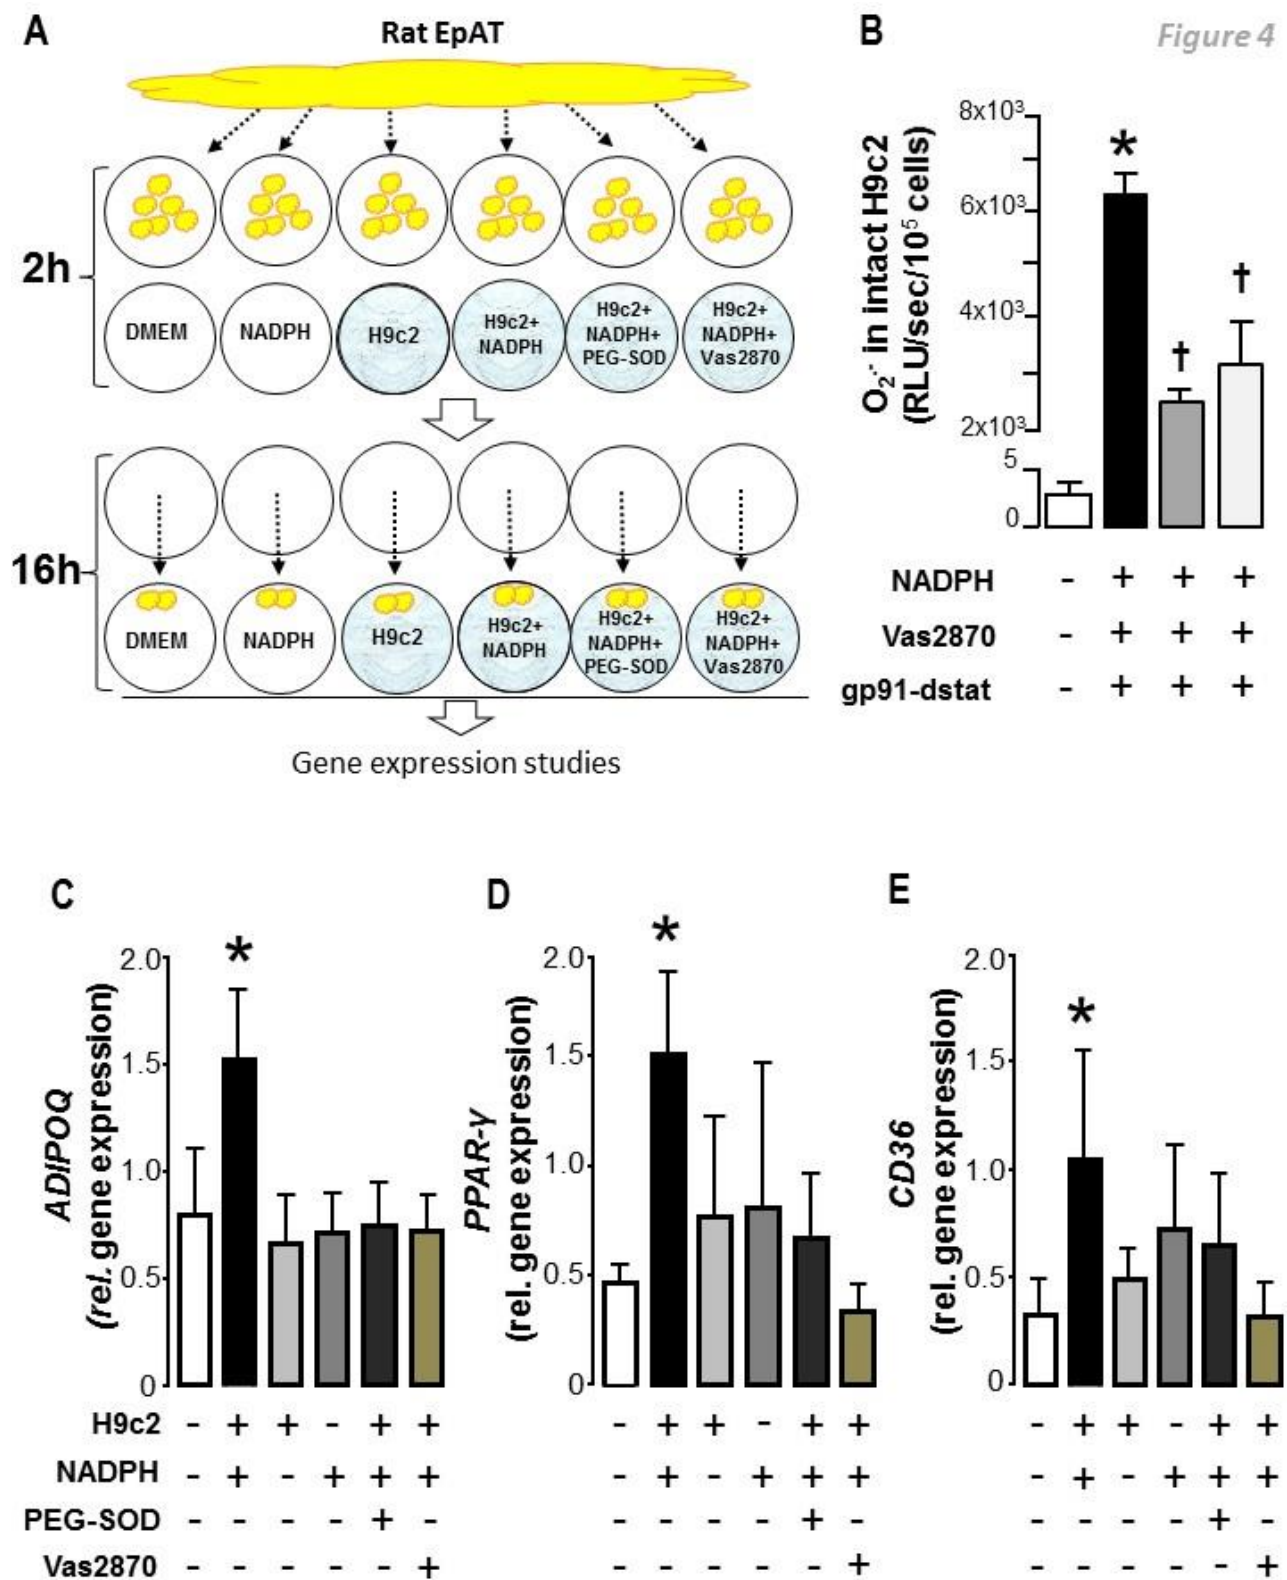 A
Rat EpAT
2h
DMEM
NADPH
H9c2
H9c2+
NADPH
H9c2+
NADPH+
PEG-SOD
H9c2+
NADPH+
Vas2870
16h
DMEM
NADPH
H9c2
H9c2+
NADPH
H9c2+
NADPH+
PEG-SOD
H9c2+
NADPH+
Vas2870
Gene expression studies
B
Figure 4
O₂·⁻ in intact H9c2
(RLU/sec/10⁵ cells)
8x10³
6x10³
4x10³
2x10³
5
0
* † †
NADPH - + + +
Vas2870 - + + +
gp91-dstat - + + +
C
ADIPOQ
(rel. gene expression)
2.0
1.5
1.0
0.5
0
*
H9c2 - + + - + +
NADPH - + - + + +
PEG-SOD - - - - + -
Vas2870 - - - - - +
D
PPAR-γ
(rel. gene expression)
2.0
1.5
1.0
0.5
0
*
- + + - + +
- + - + + +
- - - - + -
- - - - - +
E
CD36
(rel. gene expression)
2.0
1.5
1.0
0.5
0
*
- + + - + +
- + - + + +
- - - - + -
- - - - - +